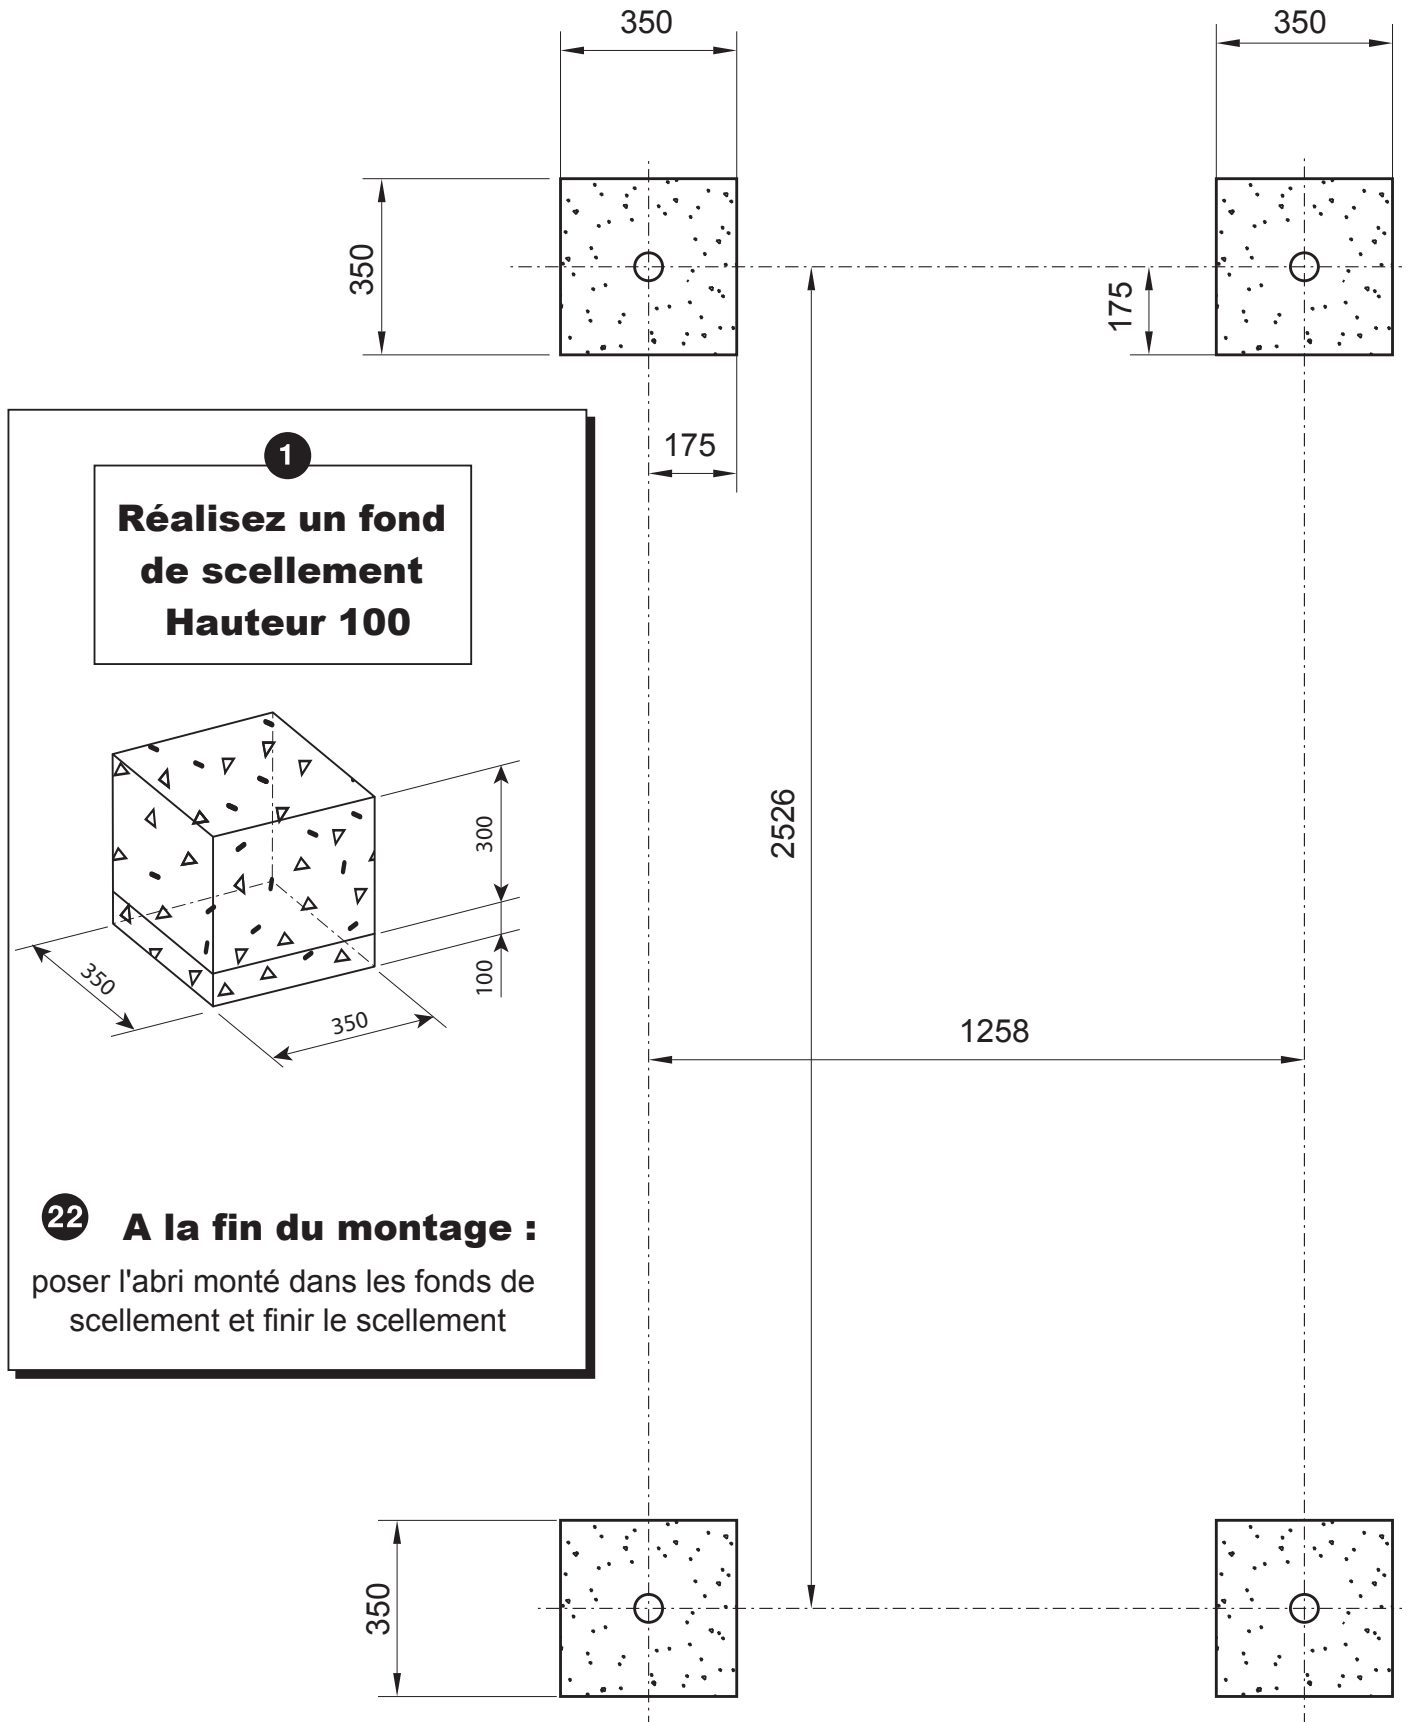 350
350
350
175
175
1
Réalisez un fond
de scellement
Hauteur 100
300
2526
100
350
350
1258
22 A la fin du montage :
poser l'abri monté dans les fonds de
scellement et finir le scellement
350